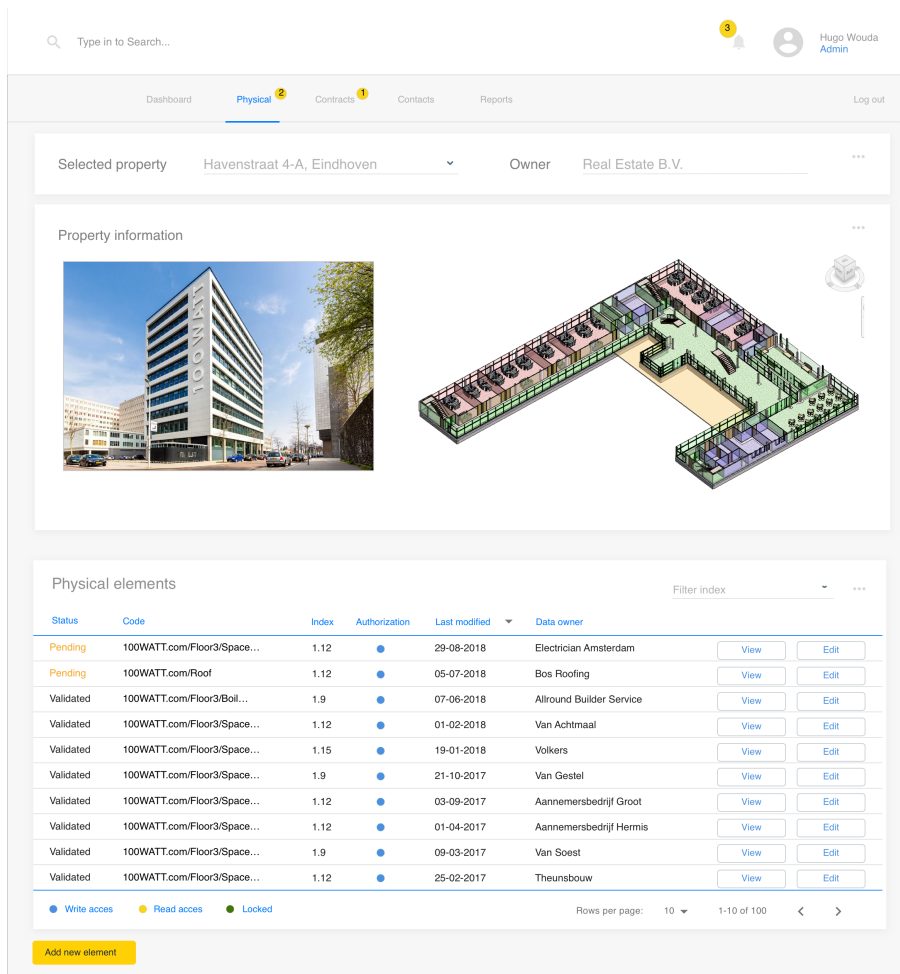 3
Type in to Search...
Hugo Wouda
Admin
Dashboard Physical 2 Contracts 1 Contacts Reports Log out
Selected property Havenstraat 4-A, Eindhoven Owner Real Estate B.V.
Property information
100WATT
Physical elements
Filter index
Status Code Index Authorization Last modified Data owner
Pending 100WATT.com/Floor3/Space... 1.12 29-08-2018 Electrician Amsterdam View Edit
Pending 100WATT.com/Roof 1.12 05-07-2018 Bos Roofing View Edit
Validated 100WATT.com/Floor3/Boil... 1.9 07-06-2018 Allround Builder Service View Edit
Validated 100WATT.com/Floor3/Space... 1.12 01-02-2018 Van Achtmaal View Edit
Validated 100WATT.com/Floor3/Space... 1.15 19-01-2018 Volkers View Edit
Validated 100WATT.com/Floor3/Space... 1.9 21-10-2017 Van Gestel View Edit
Validated 100WATT.com/Floor3/Space... 1.12 03-09-2017 Aannemersbedrijf Groot View Edit
Validated 100WATT.com/Floor3/Space... 1.12 01-04-2017 Aannemersbedrijf Hermis View Edit
Validated 100WATT.com/Floor3/Space... 1.9 09-03-2017 Van Soest View Edit
Validated 100WATT.com/Floor3/Space... 1.12 25-02-2017 Theunsbouw View Edit
Write acces Read acces Locked Rows per page: 10 1-10 of 100
Add new element